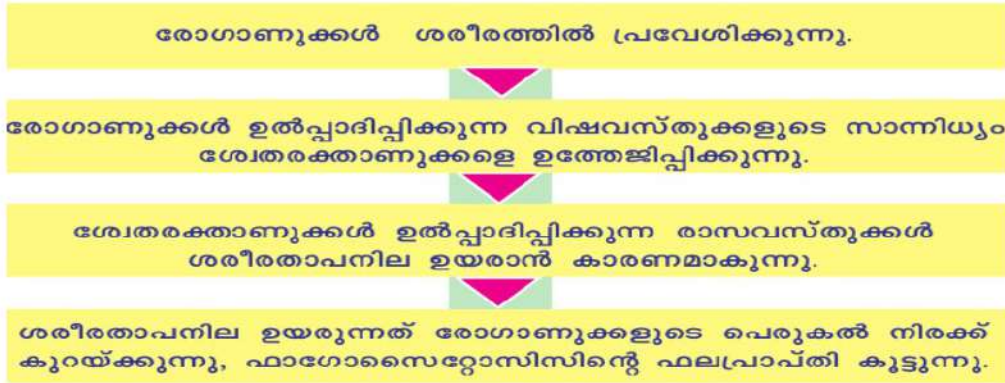 രോഗാണുക്കൾ ശരീരത്തിൽ പ്രവേശിക്കുന്നു.
രോഗാണുക്കൾ ഉൽപ്പാദിപ്പിക്കുന്ന വിഷവസ്തുക്കളുടെ സാന്നിധ്യം
ശ്വേതരക്താണുക്കളെ ഉത്തേജിപ്പിക്കുന്നു.
ശ്വേതരക്താണുക്കൾ ഉൽപ്പാദിപ്പിക്കുന്ന രാസവസ്തുക്കൾ
ശരീരതാപനില ഉയരാൻ കാരണമാകുന്നു.
ശരീരതാപനില ഉയരുന്നത് രോഗാണുക്കളുടെ പെരുകൽ നിരക്ക്
കുറയ്ക്കുന്നു, ഫാഗോസൈറ്റോസിസിന്റെ ഫലപ്രാപ്തി കൂട്ടുന്നു.